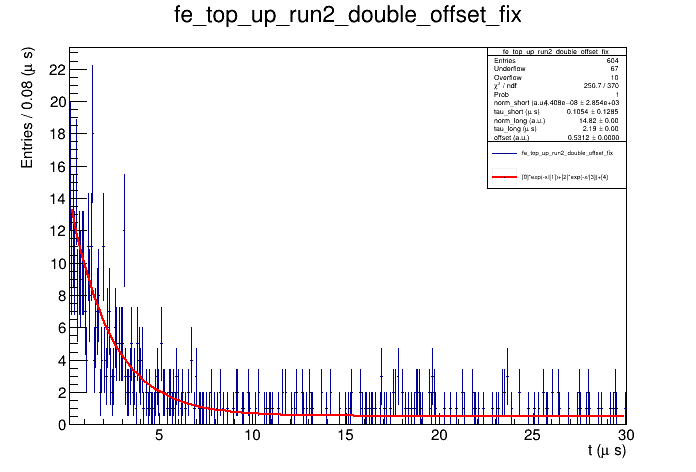 fe_top_up_run2_double_offset_fix
Entries / 0.08 (μ s)
22
20
18
16
14
12
10
8
6
4
2
0
5
10
15
20
25
30
t (μ s)
fe_top_up_run2_double_offset_fix
Entries 604
Underflow 67
Overflow 10
χ² / ndf 250.7 / 370
Prob 1
norm_short (a.u. 4.408e−08 ± 2.854e+03
tau_short (μ s) 0.1054 ± 0.1285
norm_long (a.u.) 14.82 ± 0.00
tau_long (μ s) 2.19 ± 0.00
offset (a.u.) 0.5312 ± 0.0000
fe_top_up_run2_double_offset_fix
[0]*exp(-x/[1])+[2]*exp(-x/[3])+[4]